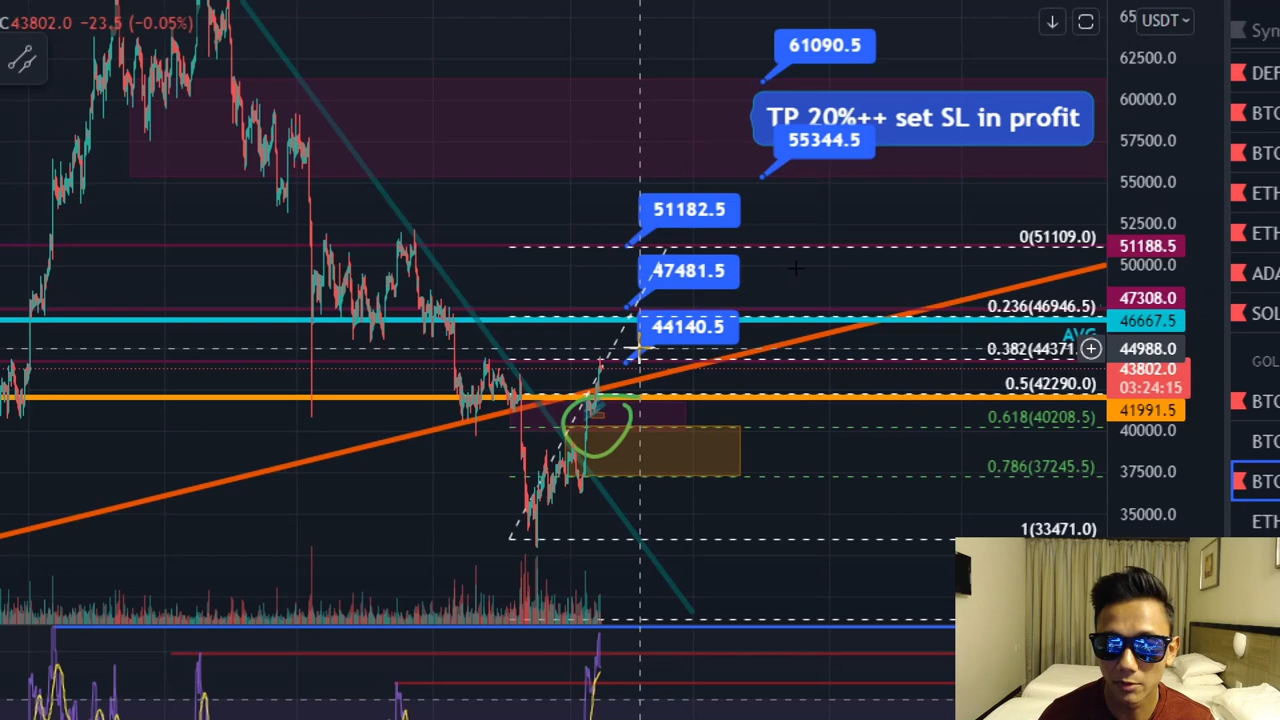 C43802.0 -23.5 (-0.05%)
65
USDT
62500.0
60000.0
57500.0
55000.0
52500.0
51188.5
50000.0
47308.0
46667.5
44988.0
43802.0
03:24:15
41991.5
40000.0
37500.0
35000.0
61090.5
TP 20%++ set SL in profit
55344.5
51182.5
47481.5
44140.5
0(51109.0)
0.236(46946.5)
AVG
0.382(44371.
0.5(42290.0)
0.618(40208.5)
0.786(37245.5)
1(33471.0)
Sym
DEF
BTC
BTC
ETH
ETH
ADA
SOL
GOL
BTC
BTC
BTC
ETH